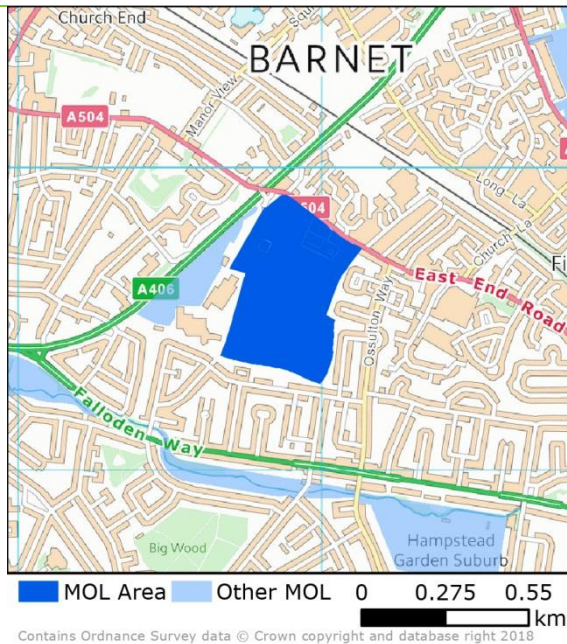 Church End
Squ
BARNET
A504
Manor View
504
Long La
Church La
Fi
East End Road
A406
Ossulton Way
Falloden Way
Big Wood
Hampstead
Garden Suburb
MOL Area
Other MOL
0 0.275 0.55
km
Contains Ordnance Survey data © Crown copyright and database right 2018